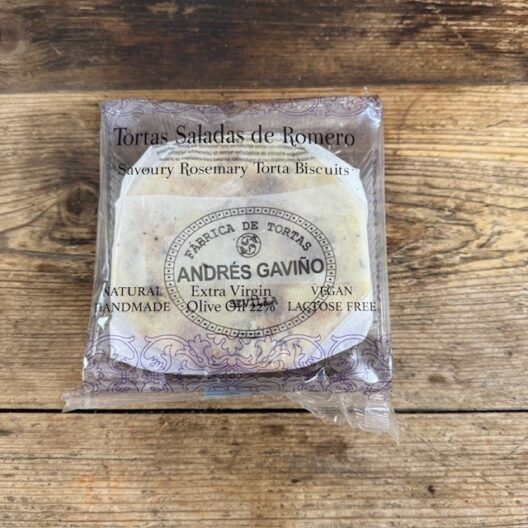 Tortas Saladas de Romero
Savoury Rosemary Torta Biscuits
FÁBRICA DE TORTAS
ANDRÉS GAVIÑO
SEVILLA
NATURAL
HANDMADE
Extra Virgin
Olive Oil 22%
VEGAN
LACTOSE FREE